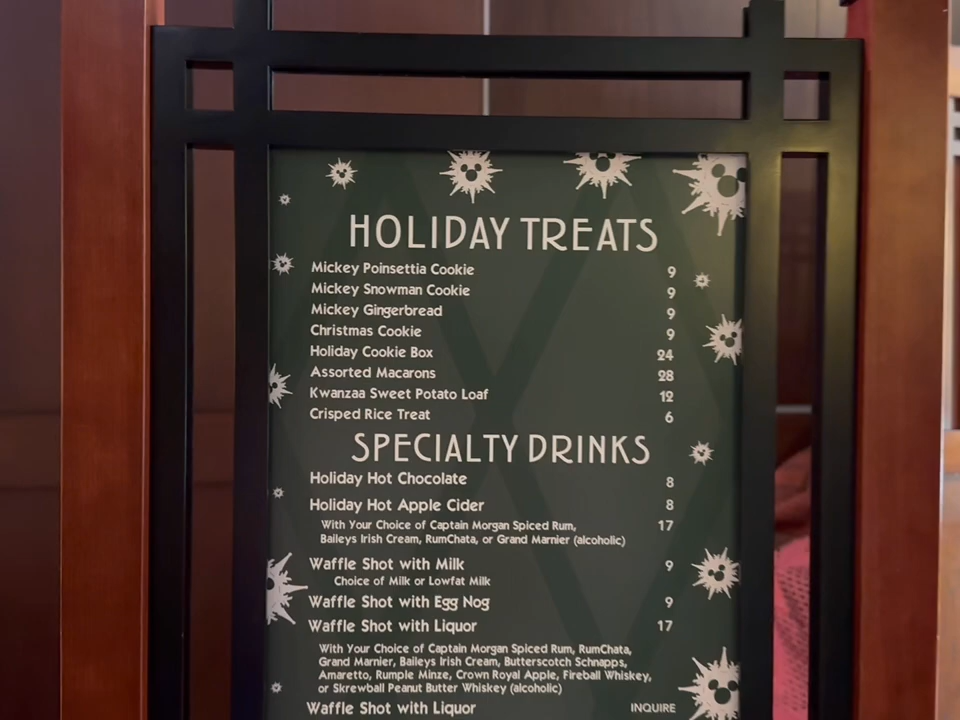 HOLIDAY TREATS
Mickey Poinsettia Cookie 9
Mickey Snowman Cookie 9
Mickey Gingerbread 9
Christmas Cookie 9
Holiday Cookie Box 24
Assorted Macarons 28
Kwanzaa Sweet Potato Loaf 12
Crisped Rice Treat 6
SPECIALTY DRINKS
Holiday Hot Chocolate 8
Holiday Hot Apple Cider 8
With Your Choice of Captain Morgan Spiced Rum, 17
Baileys Irish Cream, RumChata, or Grand Marnier (alcoholic)
Waffle Shot with Milk 9
Choice of Milk or Lowfat Milk
Waffle Shot with Egg Nog 9
Waffle Shot with Liquor 17
With Your Choice of Captain Morgan Spiced Rum, RumChata,
Grand Marnier, Baileys Irish Cream, Butterscotch Schnapps,
Amaretto, Rumple Minze, Crown Royal Apple, Fireball Whiskey,
or Skrewball Peanut Butter Whiskey (alcoholic)
Waffle Shot with Liquor INQUIRE